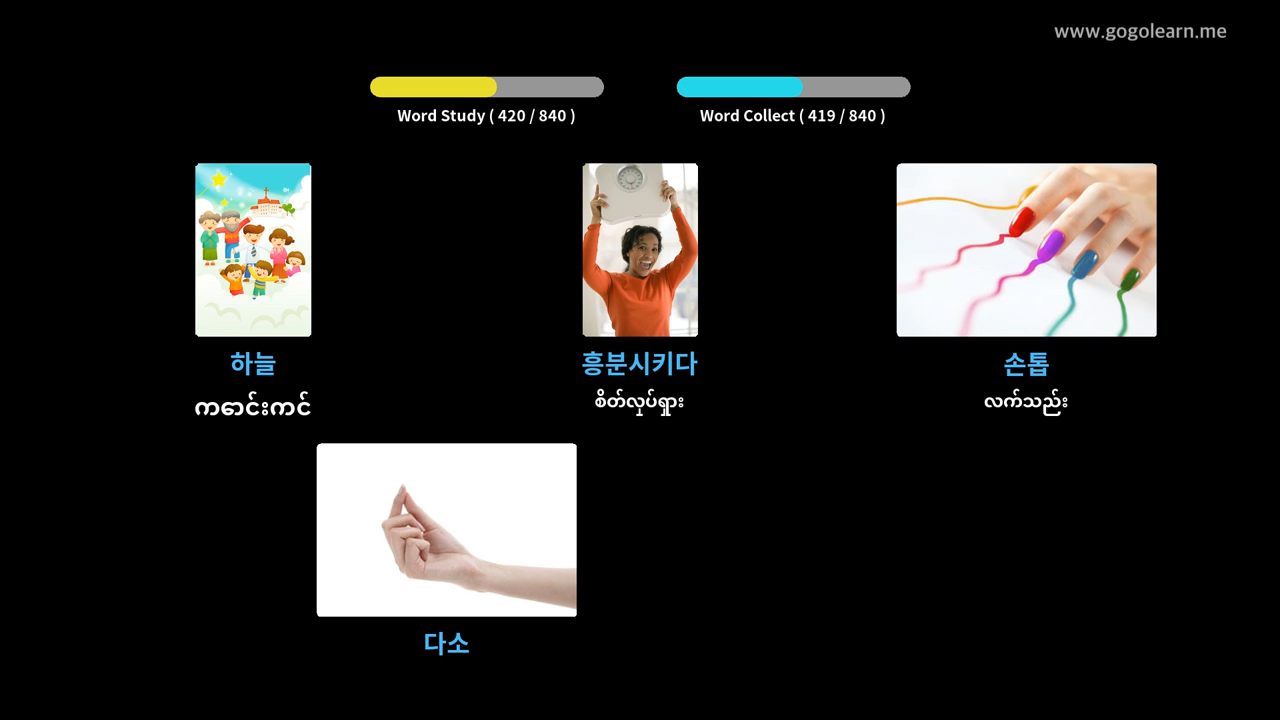 www.gogolearn.me
Word Study ( 420 / 840 )
Word Collect ( 419 / 840 )
하늘
ကောင်းကင်
흥분시키다
စိတ်လှုပ်ရှား
손톱
လက်သည်း
다소